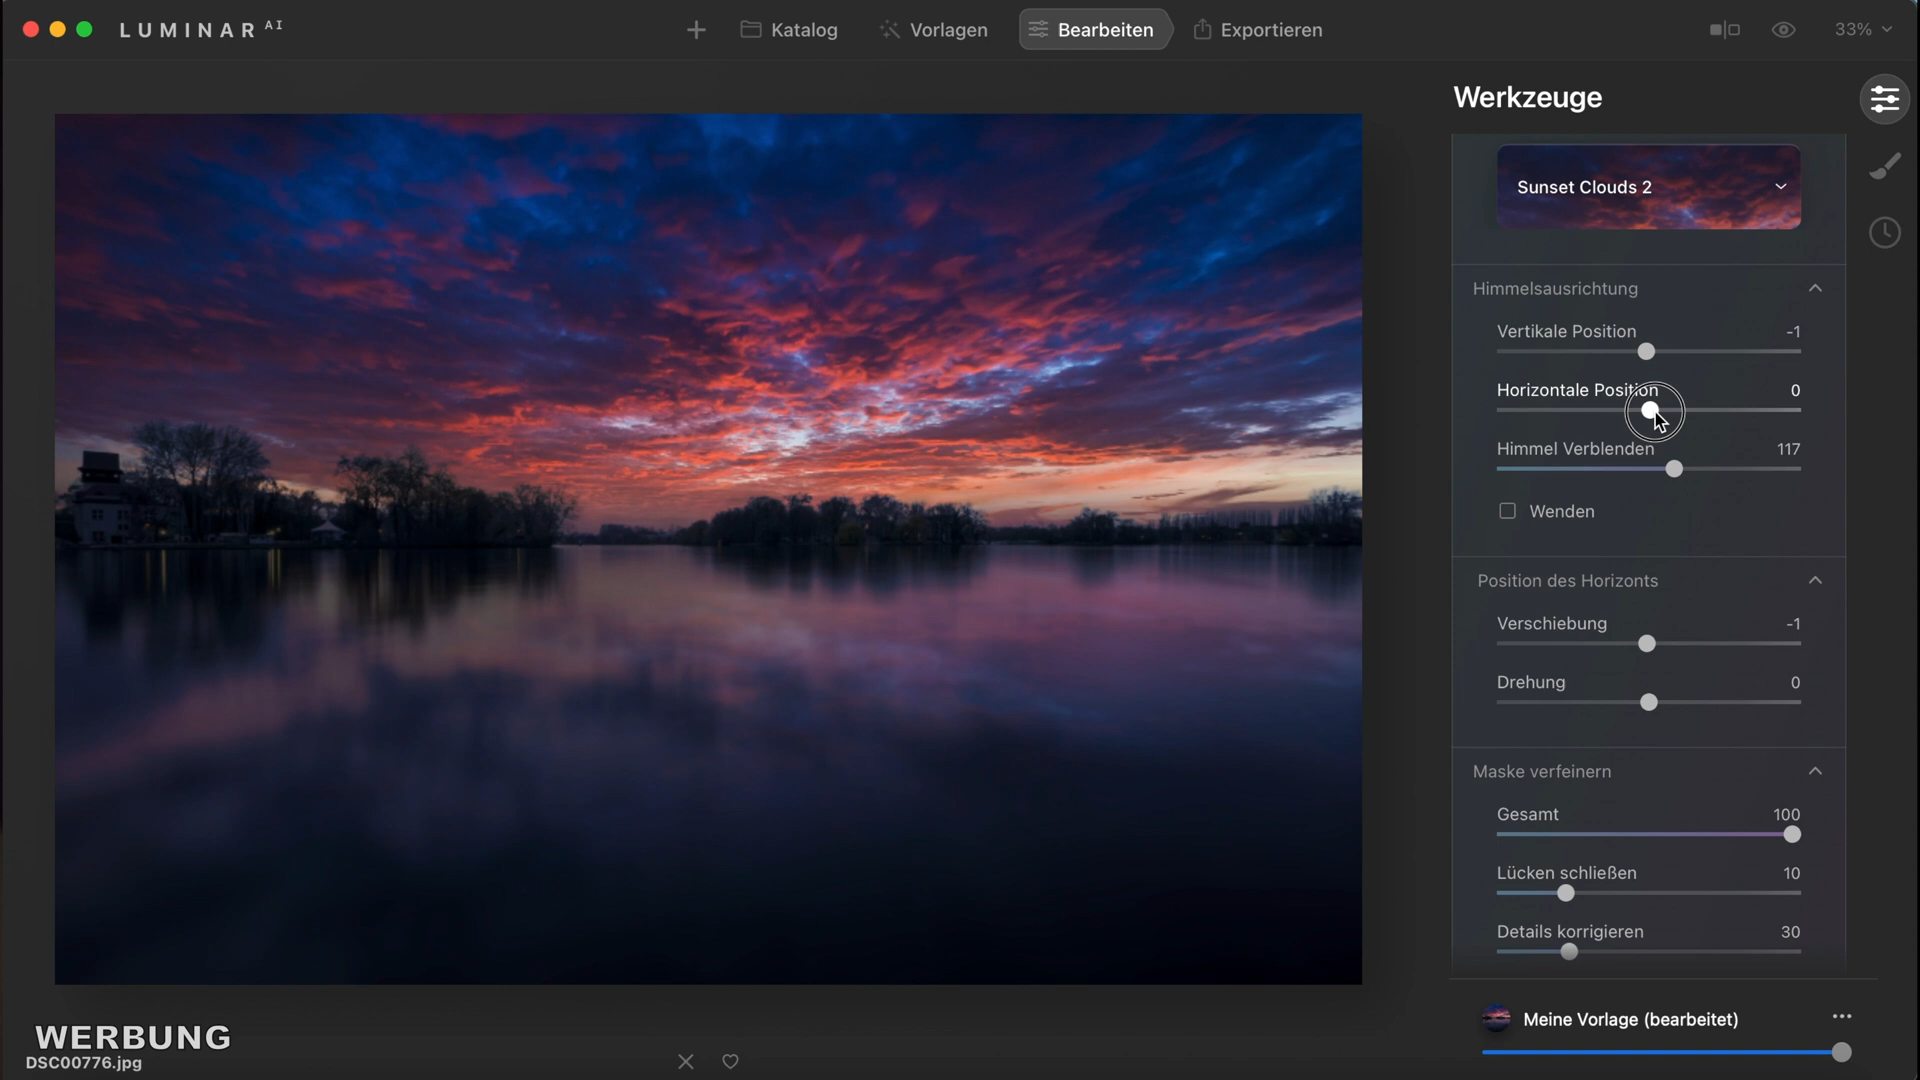 LUMINAR AI
Katalog
Vorlagen
Bearbeiten
Exportieren
33%
Werkzeuge
Sunset Clouds 2
Himmelsausrichtung
Vertikale Position -1
Horizontale Position 0
Himmel Verblenden 117
Wenden
Position des Horizonts
Verschiebung -1
Drehung 0
Maske verfeinern
Gesamt 100
Lücken schließen 10
Details korrigieren 30
Meine Vorlage (bearbeitet)
WERBUNG
DSC00776.jpg